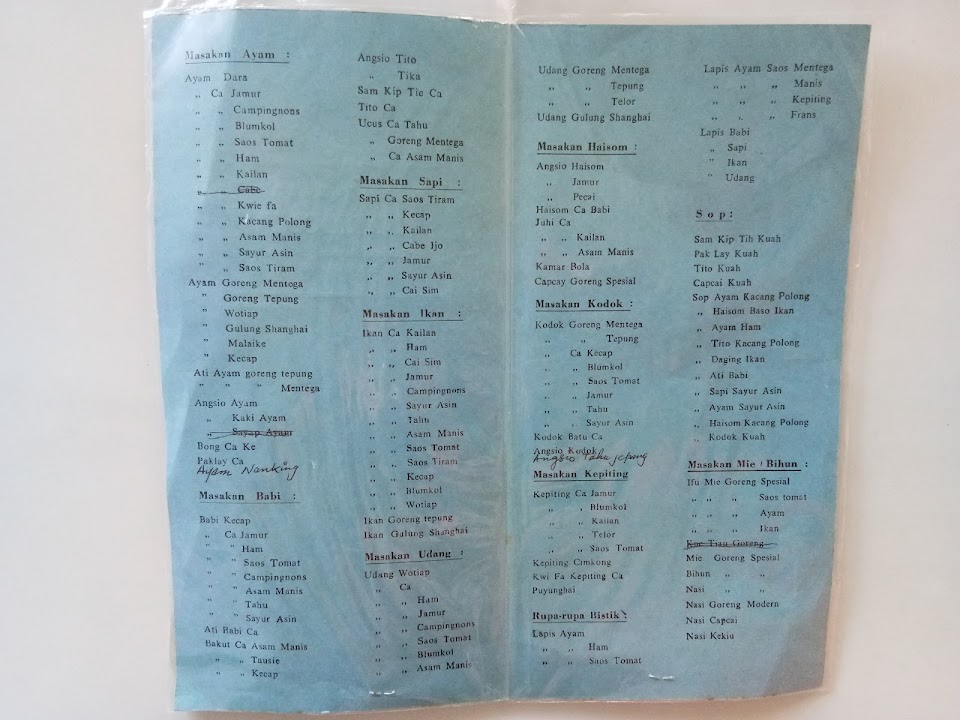 Masakan Ayam :
Ayam Dara
„ Ca Jamur
„ „ Campingnons
„ „ Blumkol
„ „ Saos Tomat
„ „ Ham
„ „ Kailan
„ „ Cabe
„ „ Kwie fa
„ „ Kacang Polong
„ „ Asam Manis
„ „ Sayur Asin
„ „ Saos Tiram
Ayam Goreng Mentega
" Goreng Tepung
" Wotiap
" Gulung Shanghai
" Malaike
" Kecap
Ati Ayam goreng tepung
" " " Mentega
Angsio Ayam
„ Kaki Ayam
„ Sayap Ayam
Bong Ca Ke
Paklay Ca
Ayam Nanking
Masakan Babi :
Babi Kecap
„ Ca Jamur
" " Ham
" " Saos Tomat
" " Campingnons
" " Asam Manis
" " Tahu
" " Sayur Asin
Ati Babi Ca
Bakut Ca Asam Manis
„ „ Tausie
„ „ Kecap
Angsio Tito
„ Tika
Sam Kip Tie Ca
Tito Ca
Ucus Ca Tahu
„ Goreng Mentega
„ Ca Asam Manis
Masakan Sapi :
Sapi Ca Saos Tiram
„ „ Kecap
„ „ Kailan
„ „ Cabe Ijo
„ „ Jamur
„ „ Sayur Asin
„ „ Cai Sim
Masakan Ikan :
Ikan Ca Kailan
„ „ Ham
„ „ Cai Sim
„ „ Jamur
„ „ Campingnons
„ „ Sayur Asin
„ „ Tahu
„ „ Asam Manis
„ „ Saos Tomat
„ „ Saos Tiram
„ „ Kecap
„ „ Blumkol
„ „ Wotiap
Ikan Goreng tepung
Ikan Gulung Shanghai
Masakan Udang :
Udang Wotiap
„ Ca
„ „ Ham
„ „ Jamur
„ „ Campingnons
„ „ Saos Tomat
„ „ Blumkol
„ „ Asam Manis
Udang Goreng Mentega
„ „ Tepung
„ „ Telor
Udang Gulung Shanghai
Masakan Haisom :
Angsio Haisom
„ Jamur
„ Pecai
Haisom Ca Babi
Juhi Ca
„ „ Kailan
„ „ Asam Manis
Kamar Bola
Capcay Goreng Spesial
Masakan Kodok :
Kodok Goreng Mentega
„ „ Tepung
„ Ca Kecap
„ „ Blumkol
„ „ Saos Tomat
„ „ Jamur
„ „ Tahu
„ „ Sayur Asin
Kodok Batu Ca
Angsio Kodok
Angsio Tahu Jepang
Masakan Kepiting
Kepiting Ca Jamur
„ „ Blumkol
„ „ Kailan
„ „ Telor
„ „ Saos Tomat
Kepiting Cimkong
Kwi Fa Kepiting Ca
Puyunghai
Rupa-rupa Bistik :
Lapis Ayam
„ „ Ham
„ „ Saos Tomat
Lapis Ayam Saos Mentega
„ „ „ Manis
„ „ „ Kepiting
„ „ „ Frans
Lapis Babi
„ Sapi
" Ikan
" Udang
Sop :
Sam Kip Tih Kuah
Pak Lay Kuah
Tito Kuah
Capcai Kuah
Sop Ayam Kacang Polong
„ Haisom Baso Ikan
„ Ayam Ham
„ Tito Kacang Polong
„ Daging Ikan
„ Ati Babi
„ Sapi Sayur Asin
„ Ayam Sayur Asin
„ Haisom Kacang Polong
„ Kodok Kuah
Masakan Mie / Bihun :
Ifu Mie Goreng Spesial
„ „ „ Saos tomat
„ „ „ Ayam
„ „ „ Ikan
Kue Tiau Goreng
Mie Goreng Spesial
Bihun „ „
Nasi „ „
Nasi Goreng Modern
Nasi Capcai
Nasi Kekiu